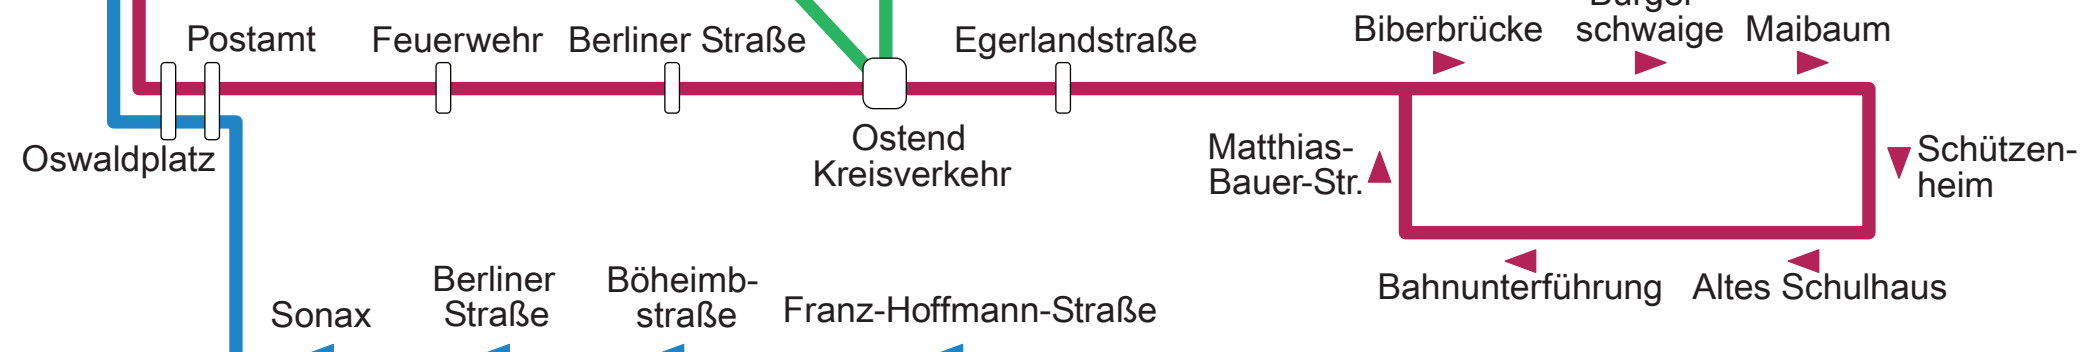 Postamt
Feuerwehr
Berliner Straße
Egerlandstraße
Biberbrücke
schwaige
Maibaum
Oswaldplatz
Ostend
Kreisverkehr
Matthias-
Bauer-Str.
Schützen-
heim
Bahnunterführung
Altes Schulhaus
Sonax
Berliner
Straße
Böheimb-
straße
Franz-Hoffmann-Straße